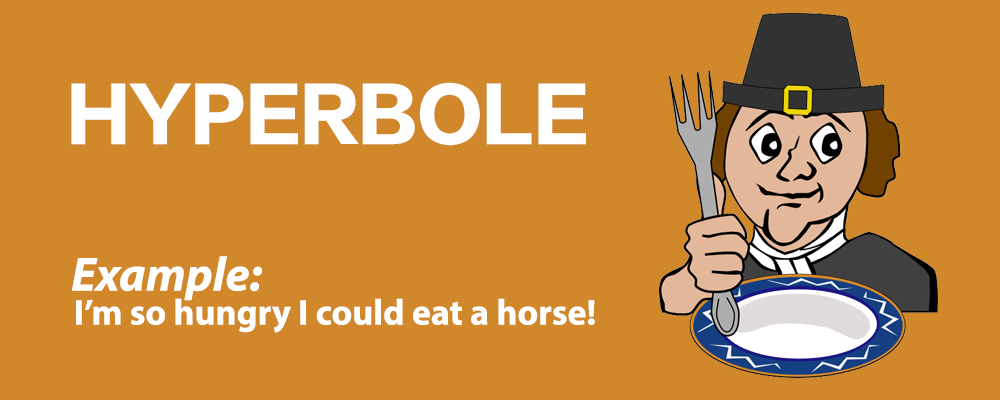 HYPERBOLE
Example:
I’m so hungry I could eat a horse!